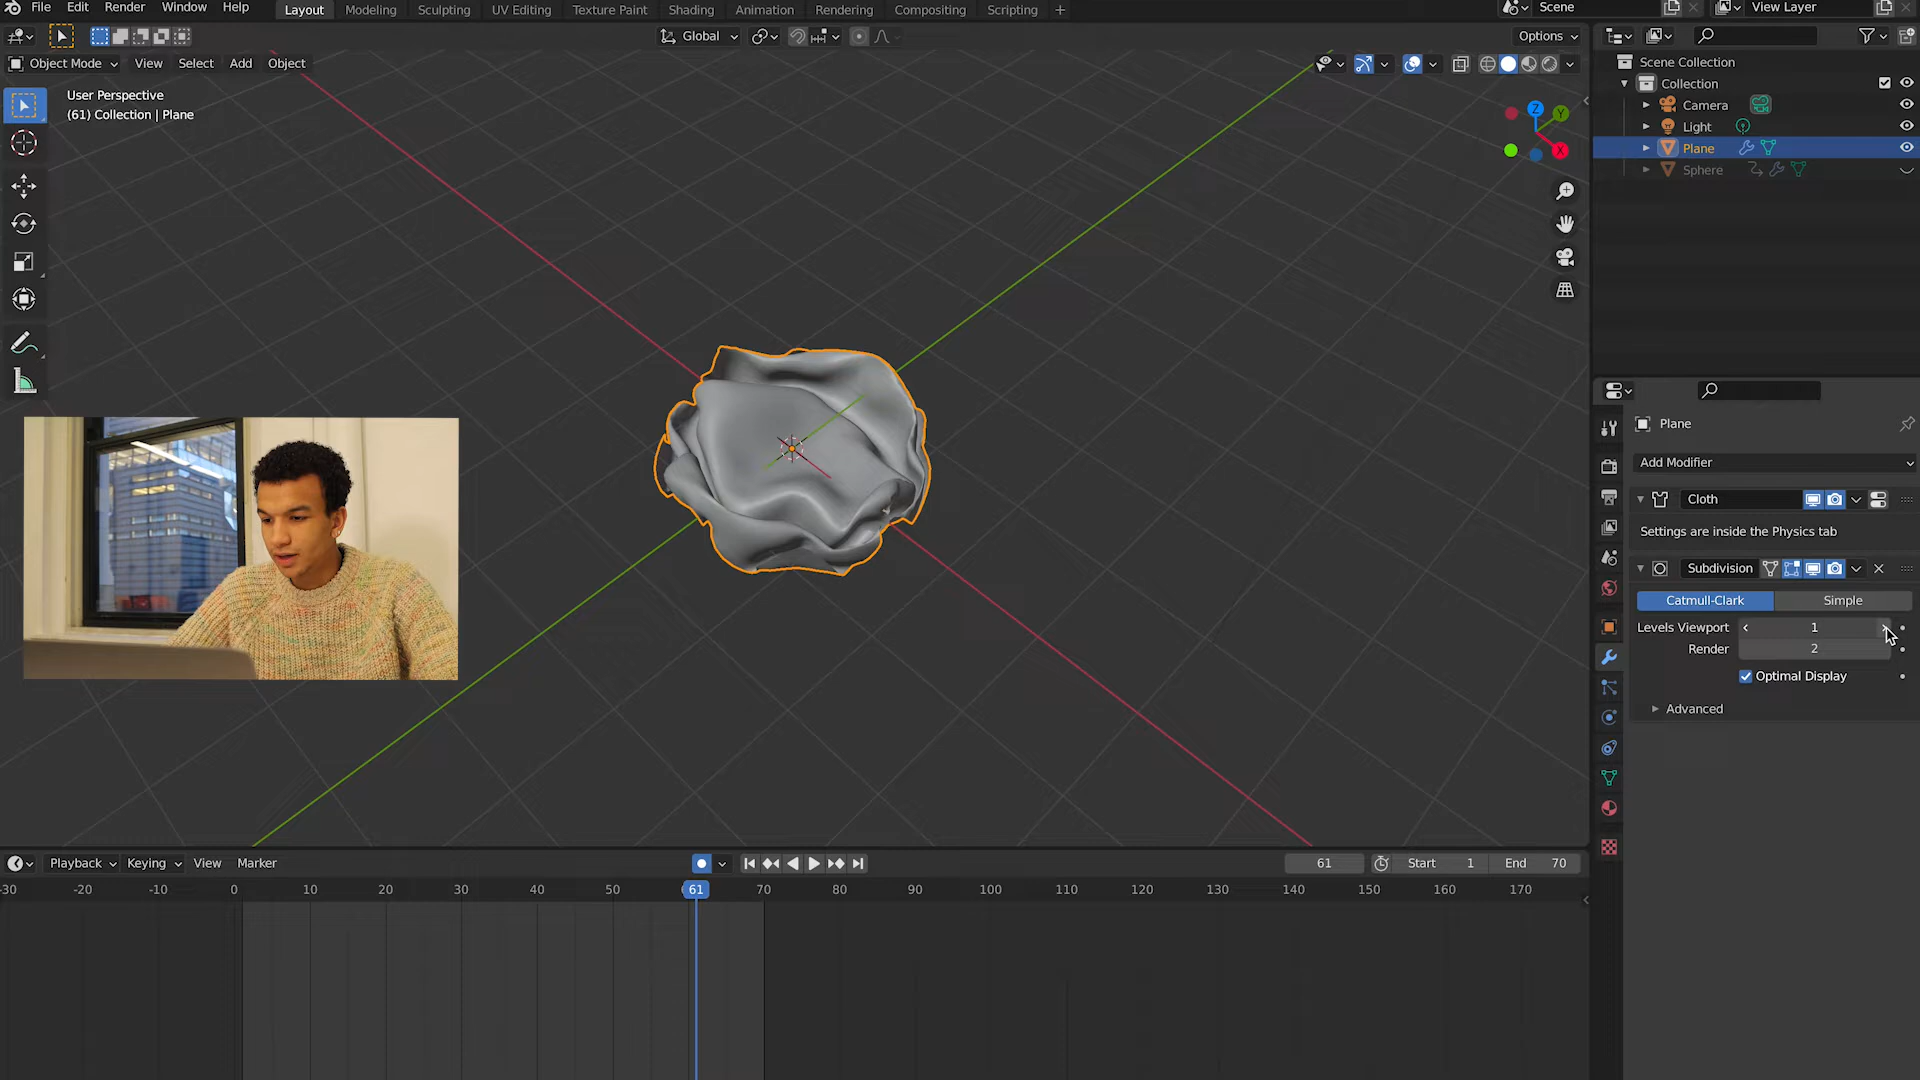 File Edit Render Window Help Layout Modeling Sculpting UV Editing Texture Paint Shading Animation Rendering Compositing Scripting + Scene View Layer
Global Options
Object Mode View Select Add Object
User Perspective
(61) Collection | Plane
Z Y X
Scene Collection
Collection
Camera
Light
Plane
Sphere
Plane
Add Modifier
Cloth
Settings are inside the Physics tab
Subdivision
Catmull-Clark Simple
Levels Viewport 1
Render 2
Optimal Display
Advanced
Playback Keying View Marker 61 Start 1 End 70
-30 -20 -10 0 10 20 30 40 50 61 70 80 90 100 110 120 130 140 150 160 170